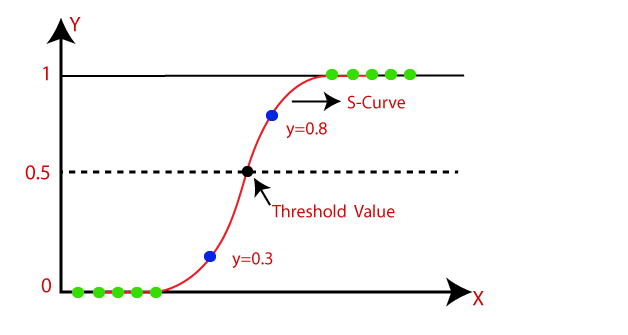 Y
1
S-Curve
y=0.8
0.5
Threshold Value
y=0.3
0
X